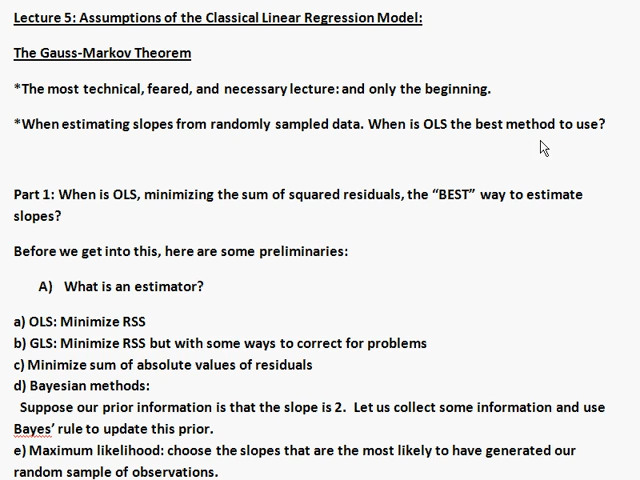 Lecture 5: Assumptions of the Classical Linear Regression Model:
The Gauss-Markov Theorem
*The most technical, feared, and necessary lecture: and only the beginning.
*When estimating slopes from randomly sampled data. When is OLS the best method to use?
Part 1: When is OLS, minimizing the sum of squared residuals, the “BEST” way to estimate
slopes?
Before we get into this, here are some preliminaries:
A) What is an estimator?
a) OLS: Minimize RSS
b) GLS: Minimize RSS but with some ways to correct for problems
c) Minimize sum of absolute values of residuals
d) Bayesian methods:
Suppose our prior information is that the slope is 2. Let us collect some information and use
Bayes’ rule to update this prior.
e) Maximum likelihood: choose the slopes that are the most likely to have generated our
random sample of observations.